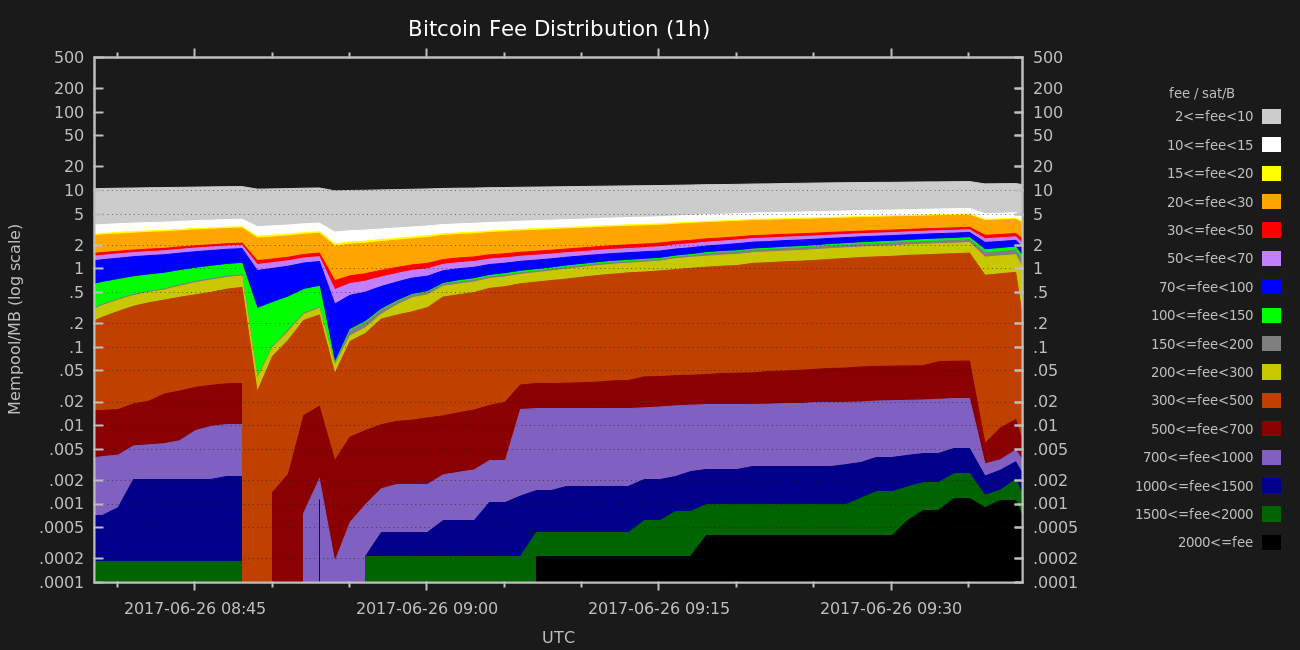 Bitcoin Fee Distribution (1h)
500 500
200 200
100 100
50 50
20 20
10 10
5 5
2 2
1 1
.5 .5
.2 .2
.1 .1
.05 .05
.02 .02
.01 .01
.005 .005
.002 .002
.001 .001
.0005 .0005
.0002 .0002
.0001 .0001
Mempool/MB (log scale)
2017-06-26 08:45 2017-06-26 09:00 2017-06-26 09:15 2017-06-26 09:30
UTC
fee / sat/B
2<=fee<10
10<=fee<15
15<=fee<20
20<=fee<30
30<=fee<50
50<=fee<70
70<=fee<100
100<=fee<150
150<=fee<200
200<=fee<300
300<=fee<500
500<=fee<700
700<=fee<1000
1000<=fee<1500
1500<=fee<2000
2000<=fee